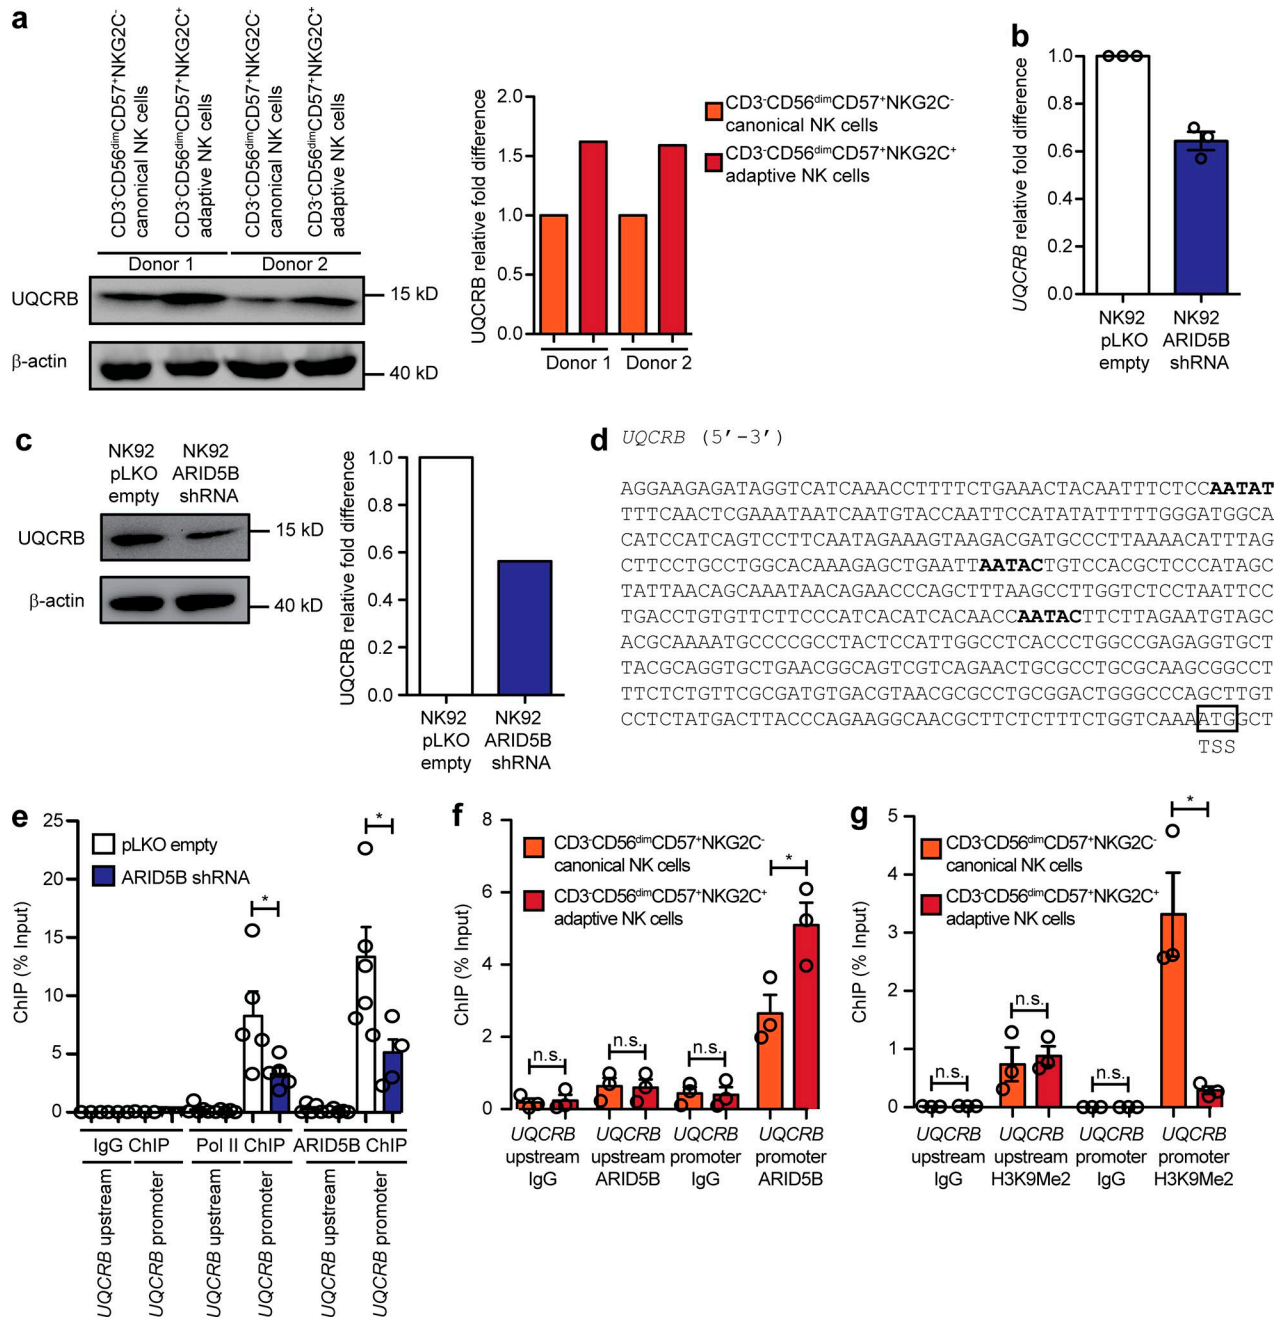 a
CD3-CD56dimCD57+NKG2C-
canonical NK cells
CD3-CD56dimCD57+NKG2C+
adaptive NK cells
CD3-CD56dimCD57+NKG2C-
canonical NK cells
CD3-CD56dimCD57+NKG2C+
adaptive NK cells
Donor 1
Donor 2
UQCRB
15 kD
β-actin
40 kD
UQCRB relative fold difference
2.0
1.5
1.0
0.5
0.0
Donor 1
Donor 2
CD3-CD56dimCD57+NKG2C-
canonical NK cells
CD3-CD56dimCD57+NKG2C+
adaptive NK cells
b
UQCRB relative fold difference
1.0
0.8
0.6
0.4
0.2
0.0
NK92
pLKO
empty
NK92
ARID5B
shRNA
c
NK92
pLKO
empty
NK92
ARID5B
shRNA
UQCRB
15 kD
β-actin
40 kD
UQCRB relative fold difference
1.0
0.8
0.6
0.4
0.2
0.0
NK92
pLKO
empty
NK92
ARID5B
shRNA
d
UQCRB (5′-3′)
AGGAAGAGATAGGTCATCAAACCTTTTCTGAAACTACAATTTCTCCAATAT
TTTCAACTCGAAATAATCAATGTACCAATTCCATATATTTTTGGGATGGCA
CATCCATCAGTCCTTCAATAGAAAGTAAGACGATGCCCTTAAAACATTTAG
CTTCCTGCCTGGCACAAAGAGCTGAATTAATACTGTCCACGCTCCCATAGC
TATTAACAGCAAATAACAGAACCCAGCTTTAAGCCTTGGTCTCCTAATTCC
TGACCTGTGTTCTTCCCATCACATCACAACCAATACTTCTTAGAATGTAGC
ACGCAAAATGCCCCGCCTACTCCATTGGCCTCACCCTGGCCGAGAGGTGCT
TACGCAGGTGCTGAACGGCAGTCGTCAGAACTGCGCCTGCGCAAGCGGCCT
TTCTCTGTTCGCGATGTGACGTAACGCGCCTGCGGACTGGGCCCAGCTTGT
CCTCTATGACTTACCCAGAAGGCAACGCTTCTCTTTCTGGTCAAAATGGCT
TSS
e
ChIP (% Input)
25
20
15
10
5
0
pLKO empty
ARID5B shRNA
*
*
IgG ChIP
Pol II ChIP
ARID5B ChIP
UQCRB upstream
UQCRB promoter
UQCRB upstream
UQCRB promoter
UQCRB upstream
UQCRB promoter
f
ChIP (% Input)
8
6
4
2
0
CD3-CD56dimCD57+NKG2C-
canonical NK cells
CD3-CD56dimCD57+NKG2C+
adaptive NK cells
n.s.
n.s.
n.s.
*
UQCRB
upstream
IgG
UQCRB
upstream
ARID5B
UQCRB
promoter
IgG
UQCRB
promoter
ARID5B
g
ChIP (% Input)
5
4
3
2
1
0
CD3-CD56dimCD57+NKG2C-
canonical NK cells
CD3-CD56dimCD57+NKG2C+
adaptive NK cells
n.s.
n.s.
n.s.
*
UQCRB
upstream
IgG
UQCRB
upstream
H3K9Me2
UQCRB
promoter
IgG
UQCRB
promoter
H3K9Me2